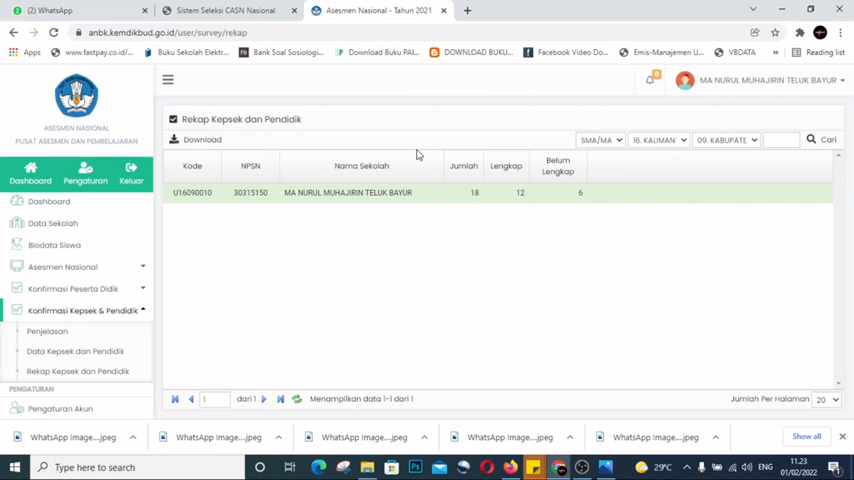 (2) WhatsApp
Sistem Seleksi CASN Nasional
Asesmen Nasional - Tahun 2021
anbk.kemdikbud.go.id/user/survey/rekap
Apps
www.fastpay.co.id/...
Buku Sekolah Elektr...
Bank Soal Sosiologi...
Download Buku PAI...
DOWNLOAD BUKU...
Facebook Video Do...
Emis-Manajemen U...
VBDATA
Reading list
8
MA NURUL MUHAJIRIN TELUK BAYUR
ASESMEN NASIONAL
PUSAT ASESMEN DAN PEMBELAJARAN
Dashboard
Pengaturan
Keluar
Dashboard
Data Sekolah
Biodata Siswa
Asesmen Nasional
Konfirmasi Peserta Didik
Konfirmasi Kepsek & Pendidik
Penjelasan
Data Kepsek dan Pendidik
Rekap Kepsek dan Pendidik
PENGATURAN
Pengaturan Akun
Rekap Kepsek dan Pendidik
Download
SMA/MA
16. KALIMAN
09. KABUPATE
Cari
Kode
NPSN
Nama Sekolah
Jumlah
Lengkap
Belum
Lengkap
U16090010
30315150
MA NURUL MUHAJIRIN TELUK BAYUR
18
12
6
1
dari 1
Menampilkan data 1-1 dari 1
Jumlah Per Halaman
20
WhatsApp Image....jpeg
WhatsApp Image....jpeg
WhatsApp Image....jpeg
WhatsApp Image....jpeg
WhatsApp Image....jpeg
Show all
Type here to search
29°C
ENG
11.23
01/02/2022